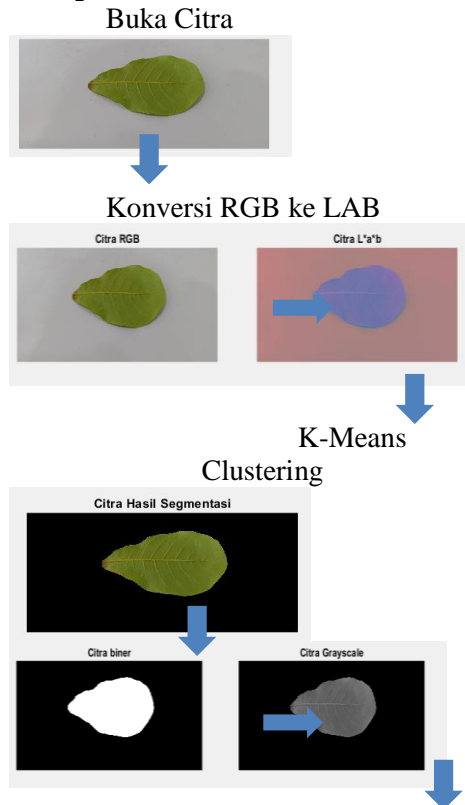 Buka Citra
Konversi RGB ke LAB
Citra RGB
Citra L*a*b
K-Means
Clustering
Citra Hasil Segmentasi
Citra biner
Citra Grayscale